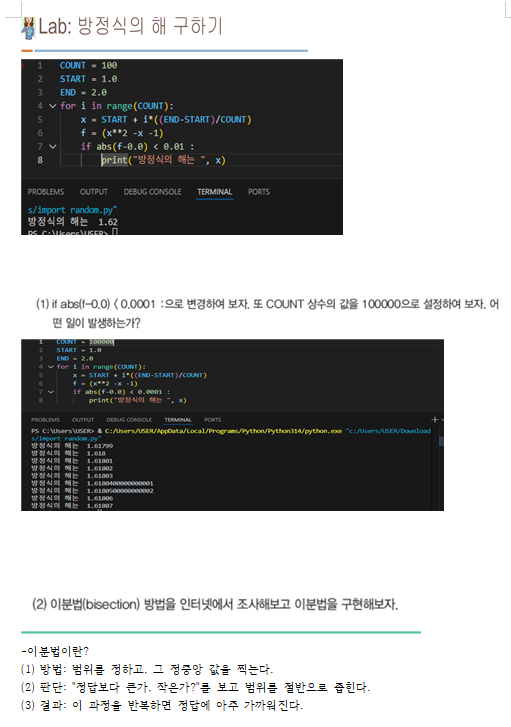 Lab: 방정식의 해 구하기
1 COUNT = 100
2 START = 1.0
3 END = 2.0
4 for i in range(COUNT):
5 x = START + i*((END-START)/COUNT)
6 f = (x**2 -x -1)
7 if abs(f-0.0) < 0.01 :
8 print("방정식의 해는 ", x)
PROBLEMS OUTPUT DEBUG CONSOLE TERMINAL PORTS
s/import random.py"
방정식의 해는 1.62
PS C:\Users\USER>
(1) if abs(f-0.0) < 0.0001 :으로 변경하여 보자. 또 COUNT 상수의 값을 100000으로 설정하여 보자. 어
떤 일이 발생하는가?
1 COUNT = 100000
2 START = 1.0
3 END = 2.0
4 for i in range(COUNT):
5 x = START + i*((END-START)/COUNT)
6 f = (x**2 -x -1)
7 if abs(f-0.0) < 0.0001 :
8 print("방정식의 해는 ", x)
PROBLEMS OUTPUT DEBUG CONSOLE TERMINAL PORTS
PS C:\Users\USER> & C:/Users/USER/AppData/Local/Programs/Python/Python314/python.exe "c:/Users/USER/Download
s/import random.py"
방정식의 해는 1.61799
방정식의 해는 1.618
방정식의 해는 1.61801
방정식의 해는 1.61802
방정식의 해는 1.61803
방정식의 해는 1.6180400000000001
방정식의 해는 1.6180500000000002
방정식의 해는 1.61806
방정식의 해는 1.61807
(2) 이분법(bisection) 방법을 인터넷에서 조사해보고 이분법을 구현해보자.
-이분법이란?
(1) 방법: 범위를 정하고, 그 정중앙 값을 찍는다.
(2) 판단: "정답보다 큰가, 작은가?"를 보고 범위를 절반으로 좁힌다.
(3) 결과: 이 과정을 반복하면 정답에 아주 가까워진다.